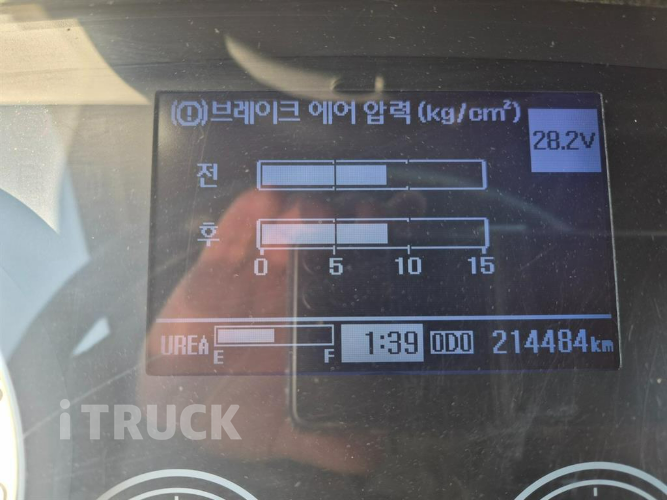 (!)브레이크 에어 압력 (kg/cm²)
28.2V
전
후
0 5 10 15
UREA E F 1:39 ODO 214484km
iTRUCK